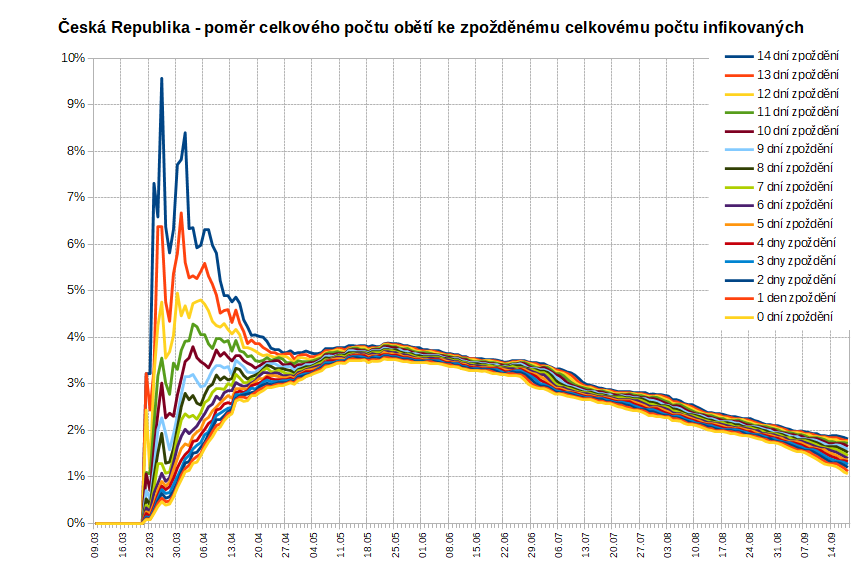 Česká Republika - poměr celkového počtu obětí ke zpožděnému celkovému počtu infikovaných
10%
9%
8%
7%
6%
5%
4%
3%
2%
1%
0%
14 dní zpoždění
13 dní zpoždění
12 dní zpoždění
11 dní zpoždění
10 dní zpoždění
9 dní zpoždění
8 dní zpoždění
7 dní zpoždění
6 dní zpoždění
5 dní zpoždění
4 dny zpoždění
3 dny zpoždění
2 dny zpoždění
1 den zpoždění
0 dní zpoždění
09.03
16.03
23.03
30.03
06.04
13.04
20.04
27.04
04.05
11.05
18.05
25.05
01.06
08.06
15.06
22.06
29.06
06.07
13.07
20.07
27.07
03.08
10.08
17.08
24.08
31.08
07.09
14.09